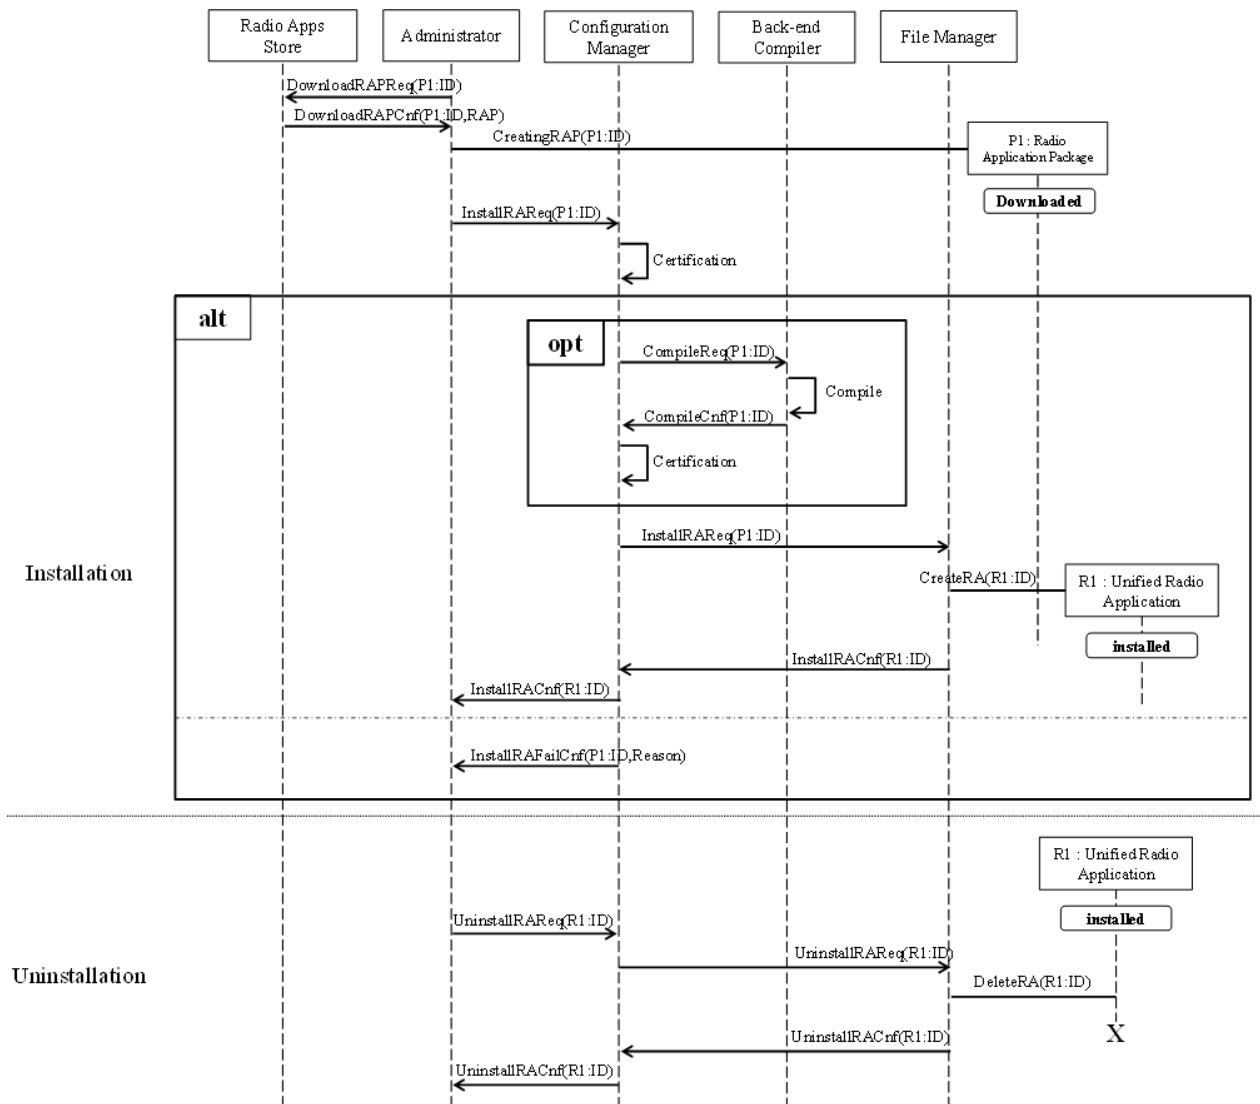 Radio Apps
Store
Administrator
Configuration
Manager
Back-end
Compiler
File Manager
DownloadRAPReq(P1:ID)
DownloadRAPCnf(P1:ID,RAP)
CreatingRAP(P1:ID)
P1 : Radio
Application Package
Downloaded
InstallRAReq(P1:ID)
Certification
alt
opt
CompileReq(P1:ID)
Compile
CompileCnf(P1:ID)
Certification
InstallRAReq(P1:ID)
Installation
CreateRA(R1:ID)
R1 : Unified Radio
Application
installed
InstallRACnf(R1:ID)
InstallRACnf(R1:ID)
InstallRAFailCnf(P1:ID,Reason)
R1 : Unified Radio
Application
installed
UninstallRAReq(R1:ID)
UninstallRAReq(R1:ID)
Uninstallation
DeleteRA(R1:ID)
X
UninstallRACnf(R1:ID)
UninstallRACnf(R1:ID)